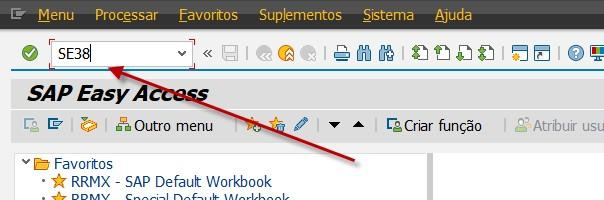 Menu Processar Favoritos Suplementos Sistema Ajuda
SE38
SAP Easy Access
Outro menu Criar função Atribuir usu
Favoritos
RRMX - SAP Default Workbook
RRMX - Special Default Workbook